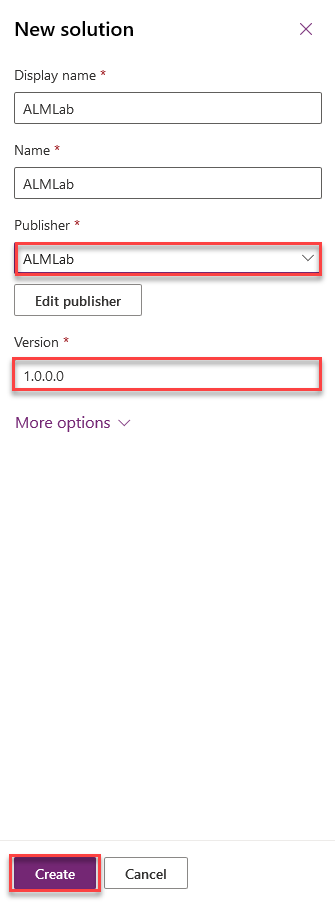 New solution
Display name *
ALMLab
Name *
ALMLab
Publisher *
ALMLab
Edit publisher
Version *
1.0.0.0
More options
Create
Cancel